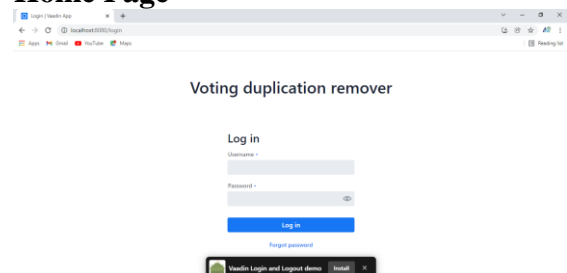 Home Page
Login | Vaadin App
localhost:8080/login
Apps Gmail YouTube Maps Reading list
Voting duplication remover
Log in
Username •
Password •
Log in
Forgot password
Vaadin Login and Logout demo Install ×